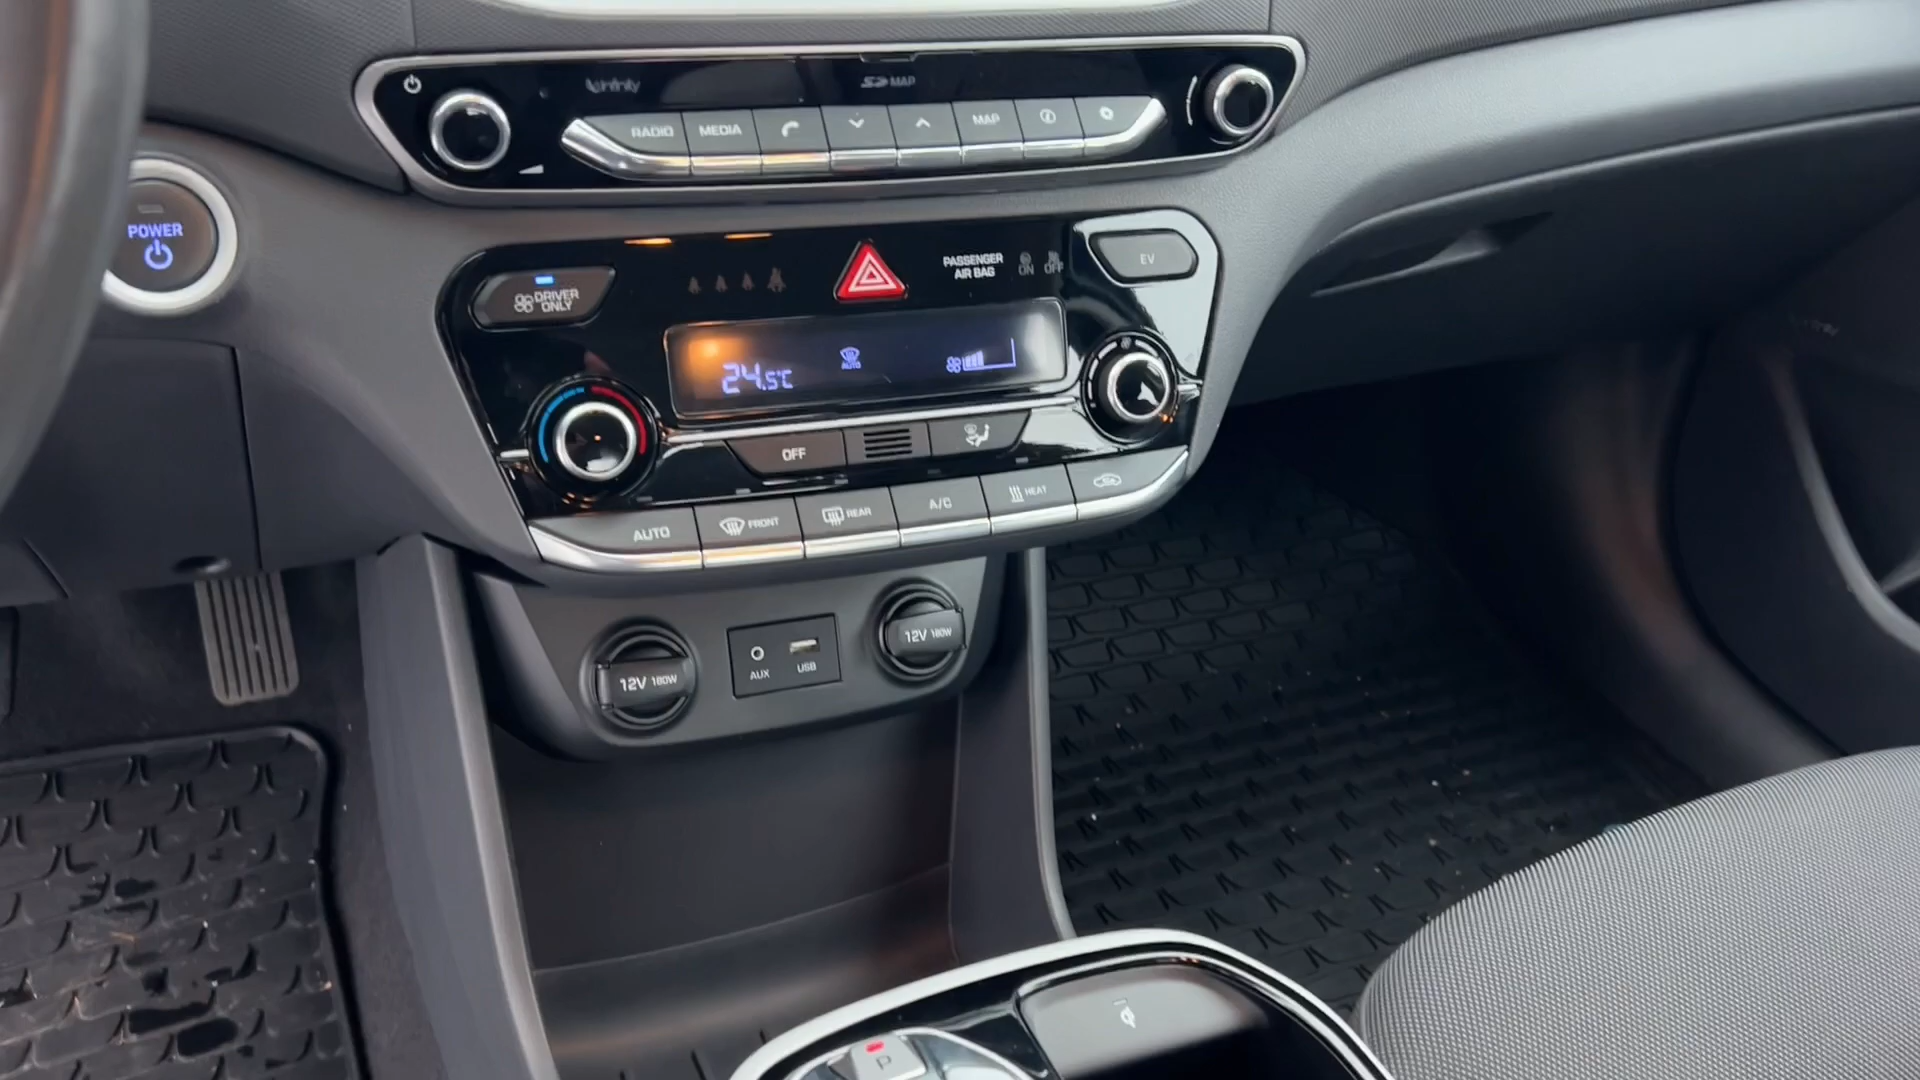 infinity
SD MAP
RADIO
MEDIA
MAP
POWER
DRIVER
ONLY
PASSENGER
AIR BAG
ON
OFF
EV
24.5°C
AUTO
OFF
AUTO
FRONT
REAR
A/C
HEAT
12V 180W
AUX
USB
12V 180W
P